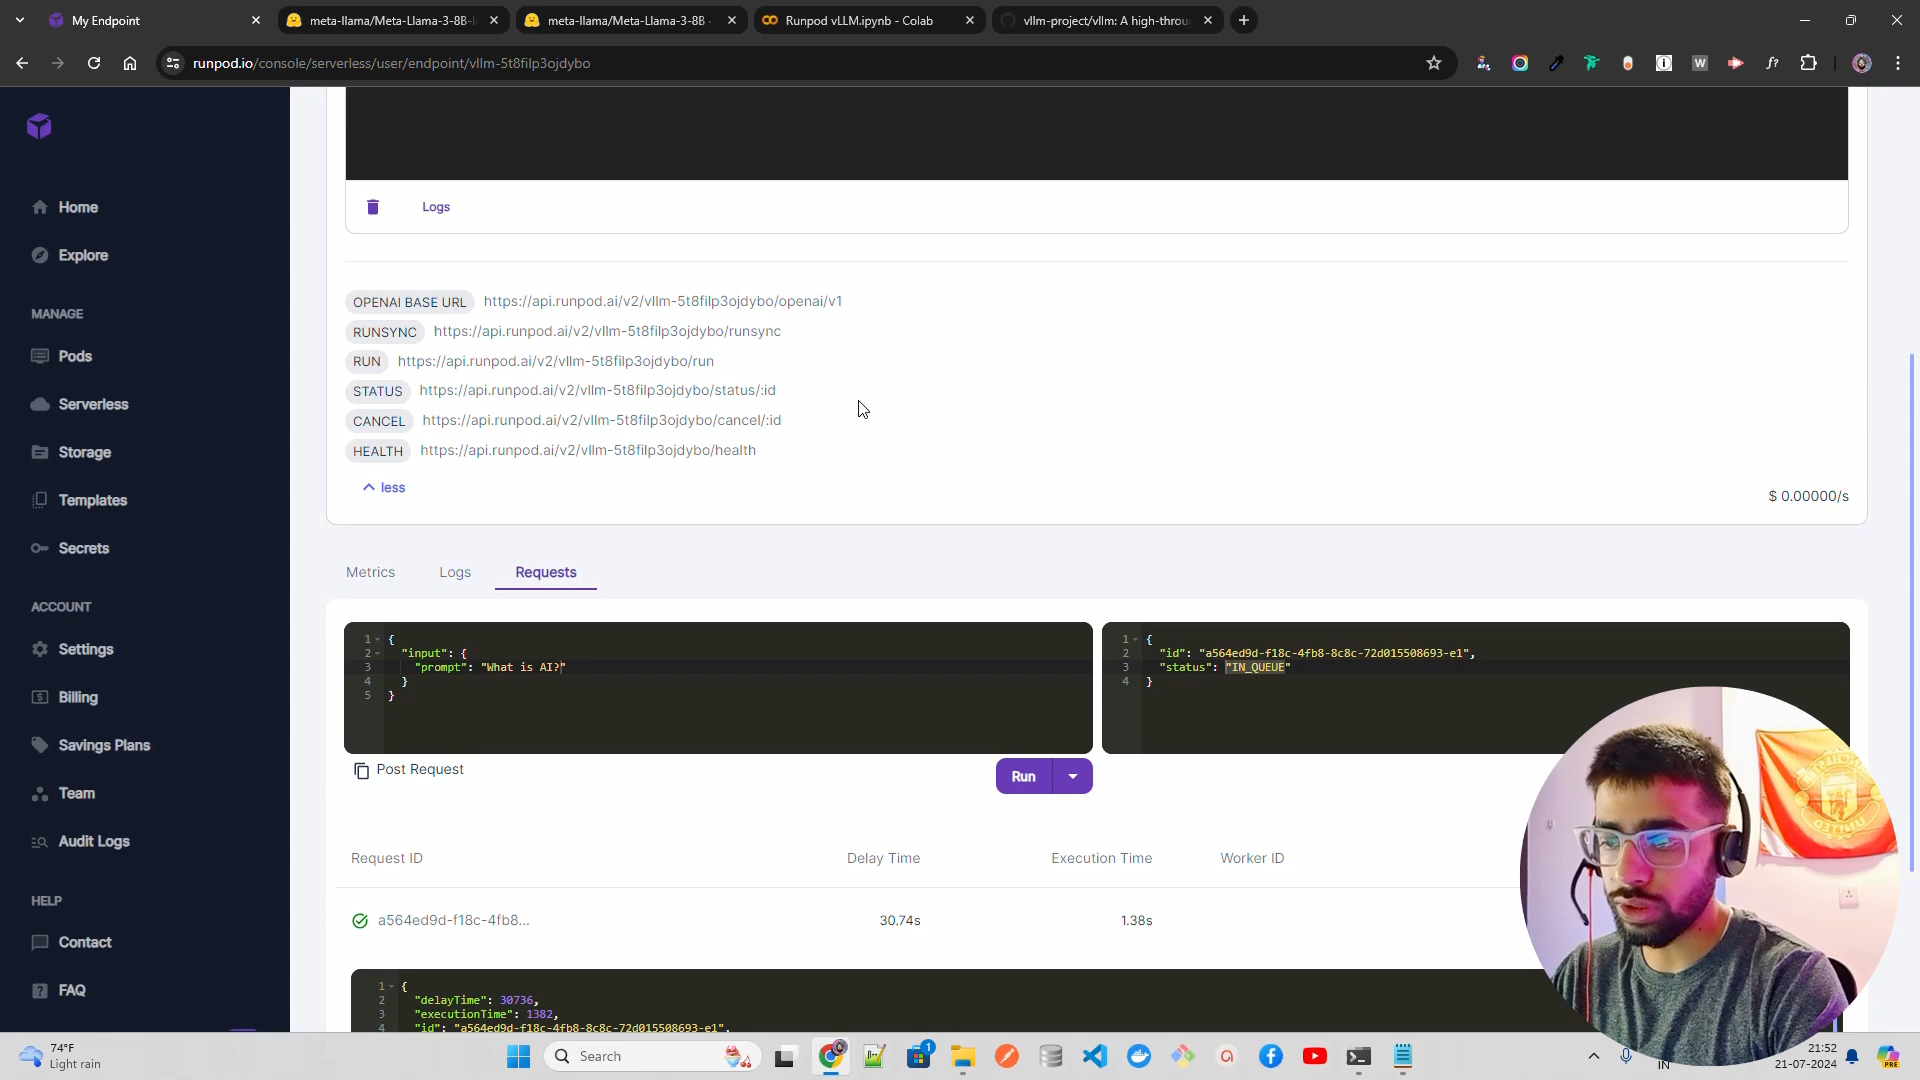 My Endpoint
meta-llama/Meta-Llama-3-8B-I
meta-llama/Meta-Llama-3-8B
Runpod vLLM.ipynb - Colab
vllm-project/vllm: A high-throu
runpod.io/console/serverless/user/endpoint/vllm-5t8filp3ojdybo
Home
Explore
MANAGE
Pods
Serverless
Storage
Templates
Secrets
ACCOUNT
Settings
Billing
Savings Plans
Team
Audit Logs
HELP
Contact
FAQ
Logs
OPENAI BASE URL https://api.runpod.ai/v2/vllm-5t8filp3ojdybo/openai/v1
RUNSYNC https://api.runpod.ai/v2/vllm-5t8filp3ojdybo/runsync
RUN https://api.runpod.ai/v2/vllm-5t8filp3ojdybo/run
STATUS https://api.runpod.ai/v2/vllm-5t8filp3ojdybo/status/:id
CANCEL https://api.runpod.ai/v2/vllm-5t8filp3ojdybo/cancel/:id
HEALTH https://api.runpod.ai/v2/vllm-5t8filp3ojdybo/health
less
$ 0.00000/s
Metrics Logs Requests
1 {
2 "input": {
3 "prompt": "What is AI?"
4 }
5 }
1 {
2 "id": "a564ed9d-f18c-4fb8-8c8c-72d015508693-e1",
3 "status": "IN_QUEUE"
4 }
Post Request
Run
Request ID Delay Time Execution Time Worker ID
a564ed9d-f18c-4fb8... 30.74s 1.38s
1 {
2 "delayTime": 30736,
3 "executionTime": 1382,
4 "id": "a564ed9d-f18c-4fb8-8c8c-72d015508693-e1",
74°F
Light rain
Search
1
IN
21:52
21-07-2024
PRE